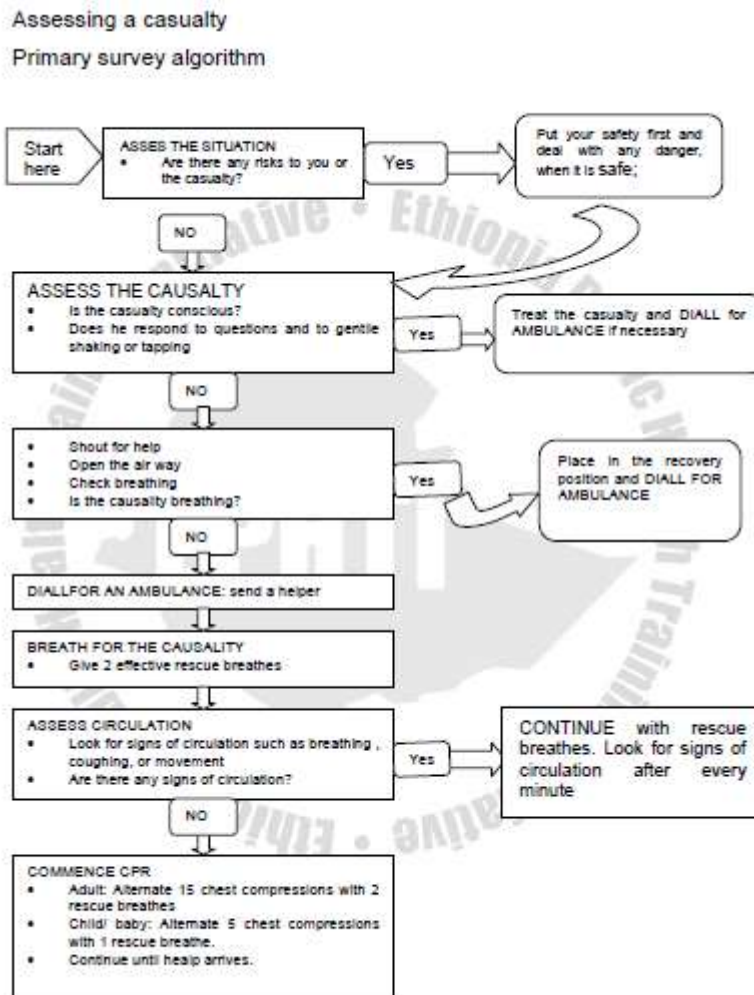 Assessing a casualty
Primary survey algorithm
Start
here
ASSES THE SITUATION
• Are there any risks to you or
the casualty?
Yes
Put your safety first and
deal with any danger,
when it is safe;
NO
ASSESS THE CAUSALTY
• Is the casualty conscious?
• Does he respond to questions and to gentle
shaking or tapping
Yes
Treat the casualty and DIALL for
AMBULANCE if necessary
NO
• Shout for help
• Open the air way
• Check breathing
• Is the causality breathing?
Yes
Place in the recovery
position and DIALL FOR
AMBULANCE
NO
DIALLFOR AN AMBULANCE: send a helper
BREATH FOR THE CAUSALITY
• Give 2 effective rescue breathes
ASSESS CIRCULATION
• Look for signs of circulation such as breathing ,
coughing, or movement
• Are there any signs of circulation?
Yes
CONTINUE with rescue
breathes. Look for signs of
circulation after every
minute
NO
COMMENCE CPR
• Adult: Alternate 15 chest compressions with 2
rescue breathes
• Child/ baby: Alternate 5 chest compressions
with 1 rescue breathe.
• Continue until healp arrives.